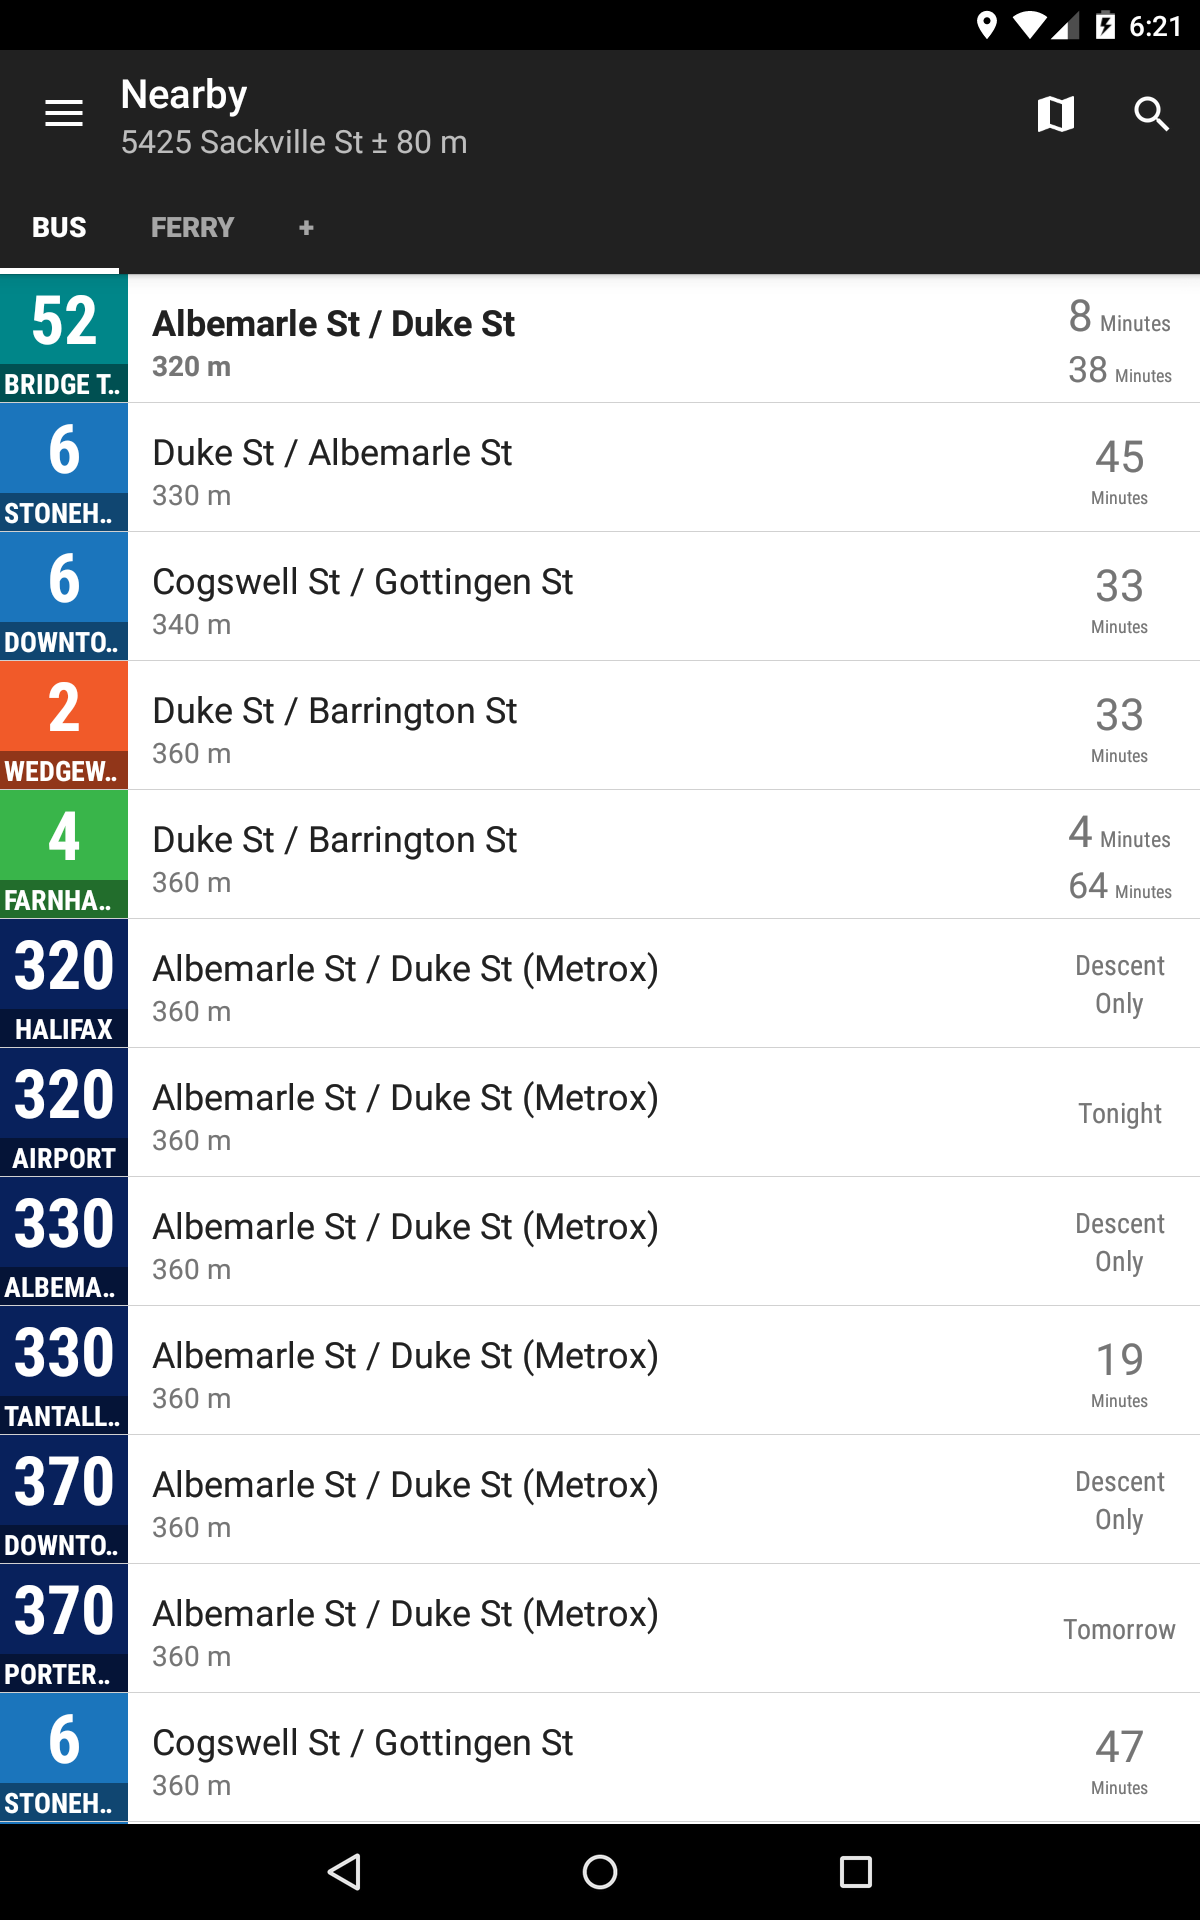 6:21
Nearby
5425 Sackville St ± 80 m
BUS FERRY +
52
BRIDGE T..
Albemarle St / Duke St
320 m
8 Minutes
38 Minutes
6
STONEH..
Duke St / Albemarle St
330 m
45
Minutes
6
DOWNTO..
Cogswell St / Gottingen St
340 m
33
Minutes
2
WEDGEW..
Duke St / Barrington St
360 m
33
Minutes
4
FARNHA..
Duke St / Barrington St
360 m
4 Minutes
64 Minutes
320
HALIFAX
Albemarle St / Duke St (Metrox)
360 m
Descent
Only
320
AIRPORT
Albemarle St / Duke St (Metrox)
360 m
Tonight
330
ALBEMA..
Albemarle St / Duke St (Metrox)
360 m
Descent
Only
330
TANTALL..
Albemarle St / Duke St (Metrox)
360 m
19
Minutes
370
DOWNTO..
Albemarle St / Duke St (Metrox)
360 m
Descent
Only
370
PORTER..
Albemarle St / Duke St (Metrox)
360 m
Tomorrow
6
STONEH..
Cogswell St / Gottingen St
360 m
47
Minutes